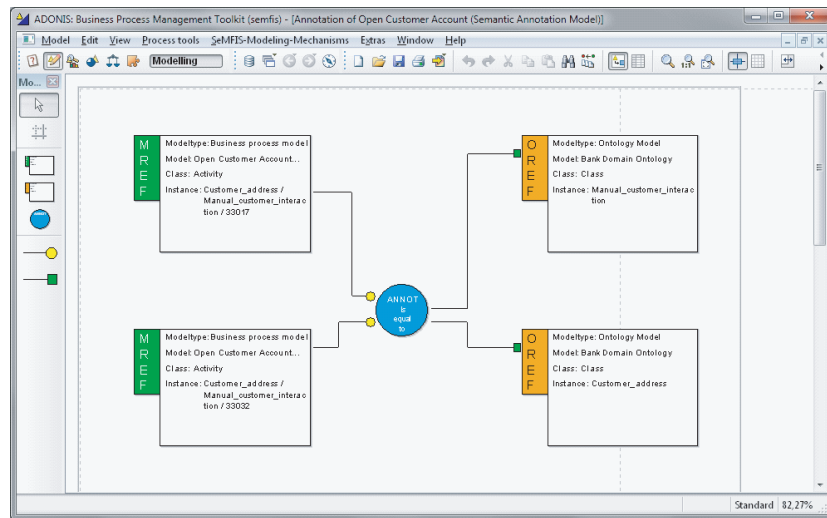 ADONIS: Business Process Management Toolkit (semfis) - [Annotation of Open Customer Account (Semantic Annotation Model)]
Model Edit View Process tools SeMFIS-Modeling-Mechanisms Extras Window Help
Modelling
Mo...
M
R
E
F
Modeltype: Business process model
Model: Open Customer Account...
Class: Activity
Instance: Customer_address /
Manual_customer_interac
tion / 33017
O
R
E
F
Modeltype: Ontology Model
Model: Bank Domain Ontology
Class: Class
Instance: Manual_customer_interac
tion
ANNOT
is
equal
to
M
R
E
F
Modeltype: Business process model
Model: Open Customer Account...
Class: Activity
Instance: Customer_address /
Manual_customer_interac
tion / 33032
O
R
E
F
Modeltype: Ontology Model
Model: Bank Domain Ontology
Class: Class
Instance: Customer_address
Standard 82,27%